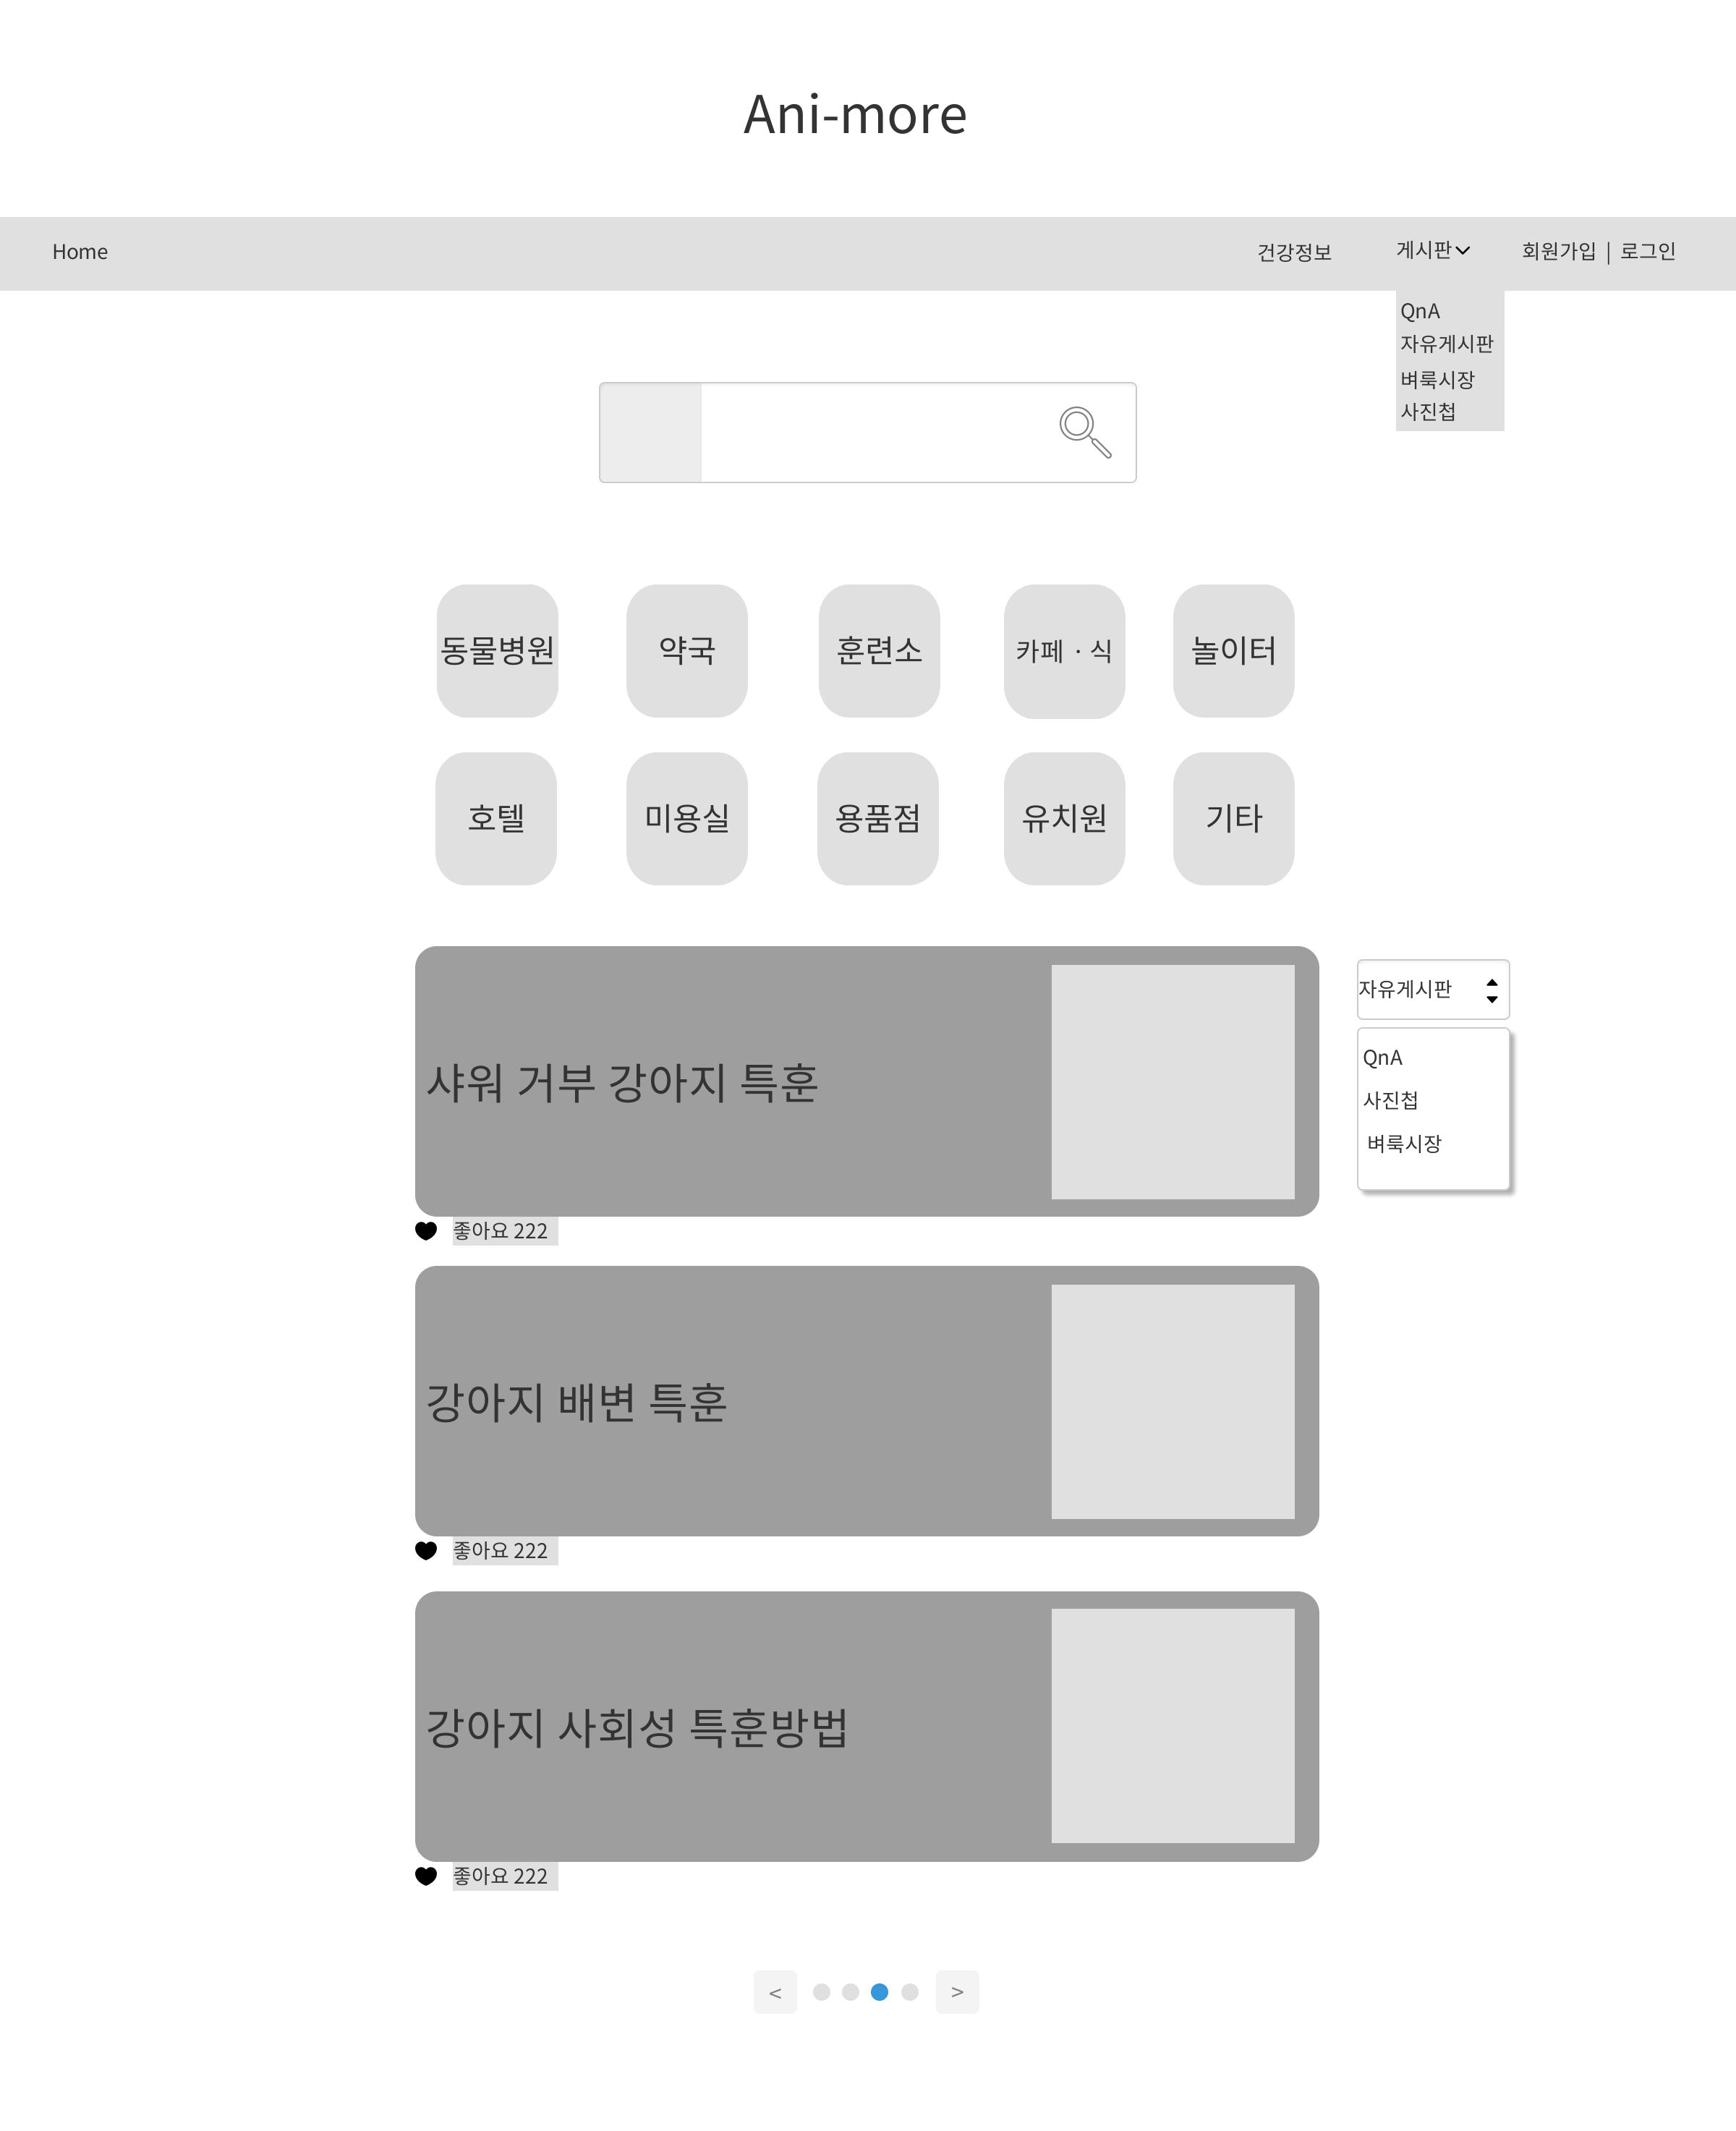 Ani-more
Home
건강정보
게시판
회원가입 | 로그인
QnA
자유게시판
벼룩시장
사진첩
동물병원
약국
훈련소
카페 · 식
놀이터
호텔
미용실
용품점
유치원
기타
샤워 거부 강아지 특훈
자유게시판
QnA
사진첩
벼룩시장
좋아요 222
강아지 배변 특훈
좋아요 222
강아지 사회성 특훈방법
좋아요 222
< >